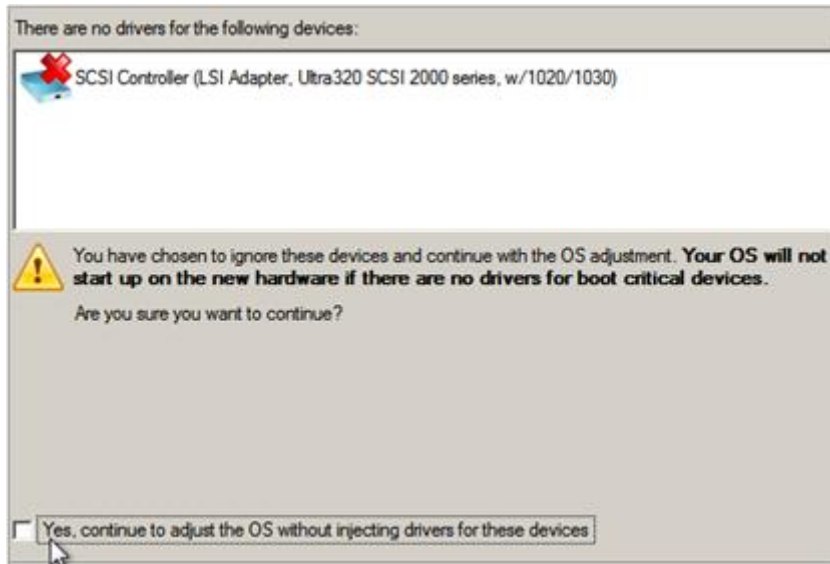 There are no drivers for the following devices:
SCSI Controller (LSI Adapter, Ultra320 SCSI 2000 series, w/1020/1030)
You have chosen to ignore these devices and continue with the OS adjustment. Your OS will not
start up on the new hardware if there are no drivers for boot critical devices.
Are you sure you want to continue?
Yes, continue to adjust the OS without injecting drivers for these devices